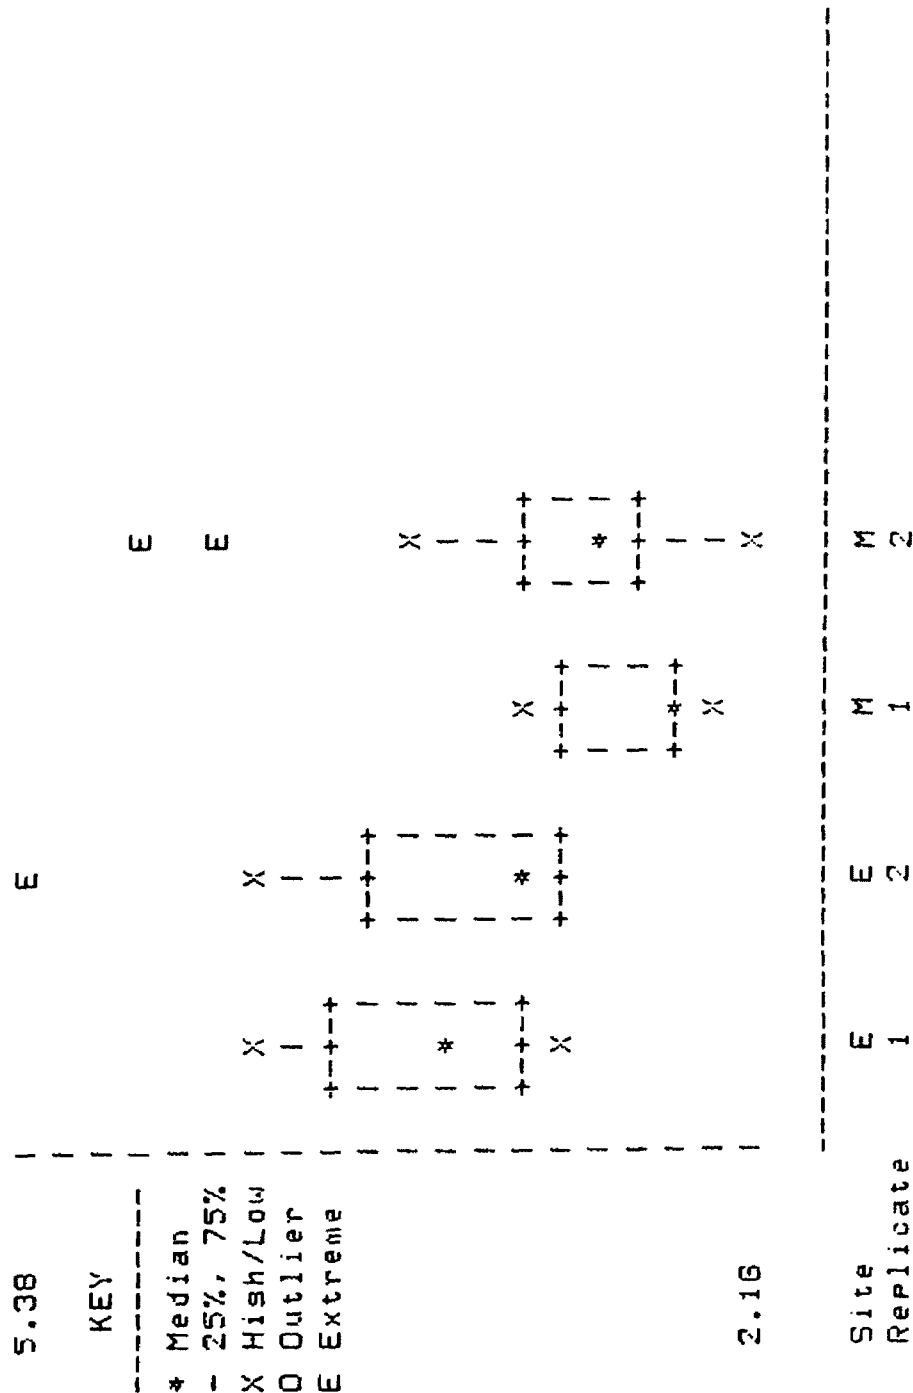 5.38
KEY
----------
* Median
- 25%, 75%
X High/Low
O Outlier
E Extreme
2.16
E
E E
X X
X
X X
X
X
Site E E M M
Replicate 1 2 1 2